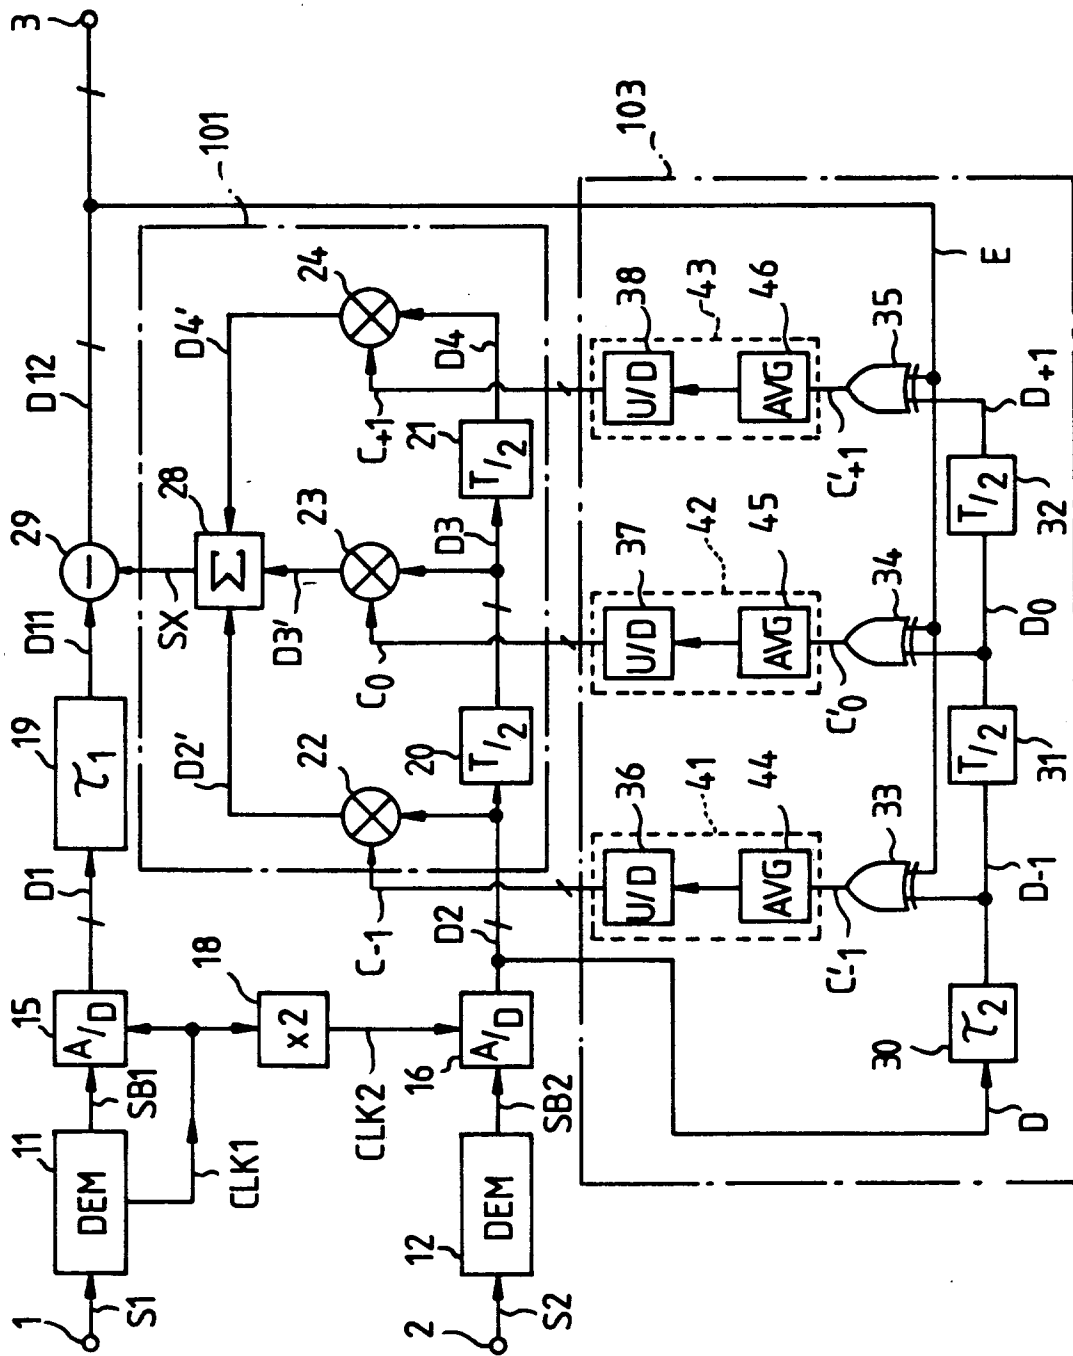 1
S1
11
DEM
SB1
CLK1
15
A/D
D1
19
τ1
D11
29
−
D12
3
18
x2
CLK2
101
D2'
SX
28
Σ
D4'
22
23
24
D3'
C-1
C0
C+1
20
T/2
D3
21
T/2
D4
2
S2
12
DEM
SB2
16
A/D
D2
103
36
U/D
41
44
AVG
37
U/D
42
45
AVG
38
U/D
43
46
AVG
C'-1
33
C'0
34
C'+1
35
E
D
30
τ2
D-1
31
T/2
D0
32
T/2
D+1